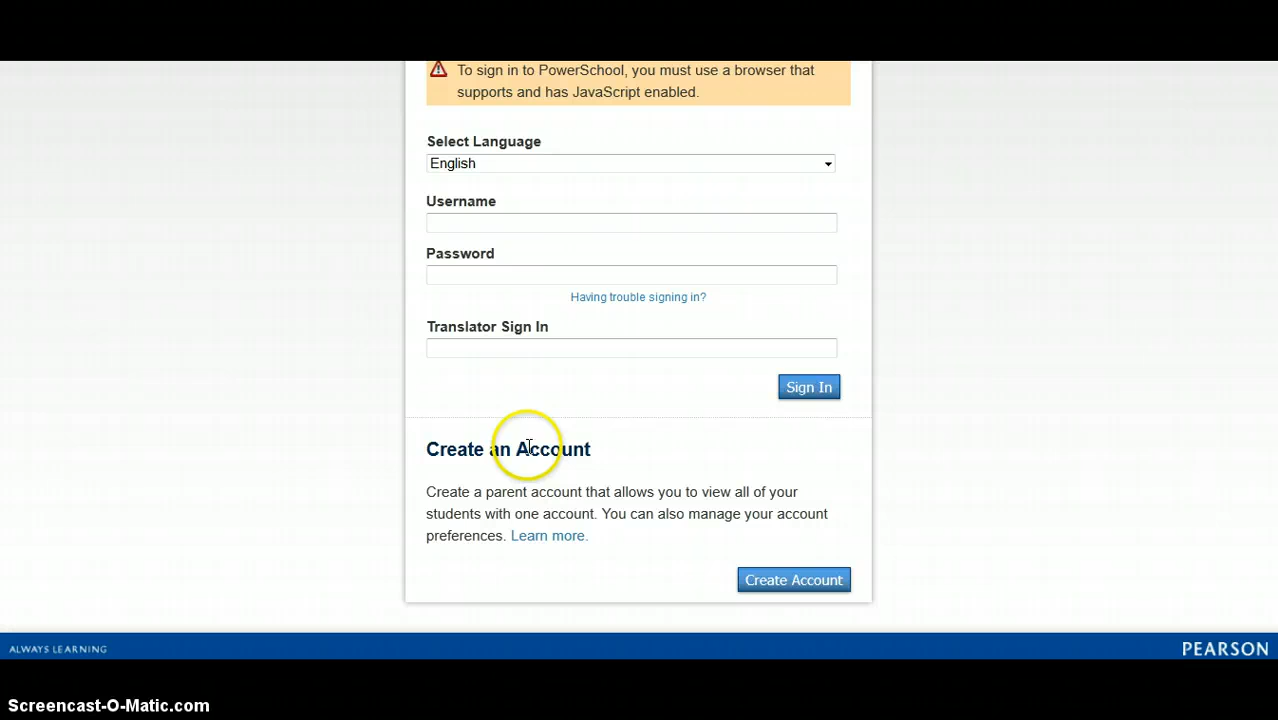 To sign in to PowerSchool, you must use a browser that
supports and has JavaScript enabled.
Select Language
English
Username
Password
Having trouble signing in?
Translator Sign In
Sign In
Create an Account
Create a parent account that allows you to view all of your
students with one account. You can also manage your account
preferences. Learn more.
Create Account
ALWAYS LEARNING
PEARSON
Screencast-O-Matic.com